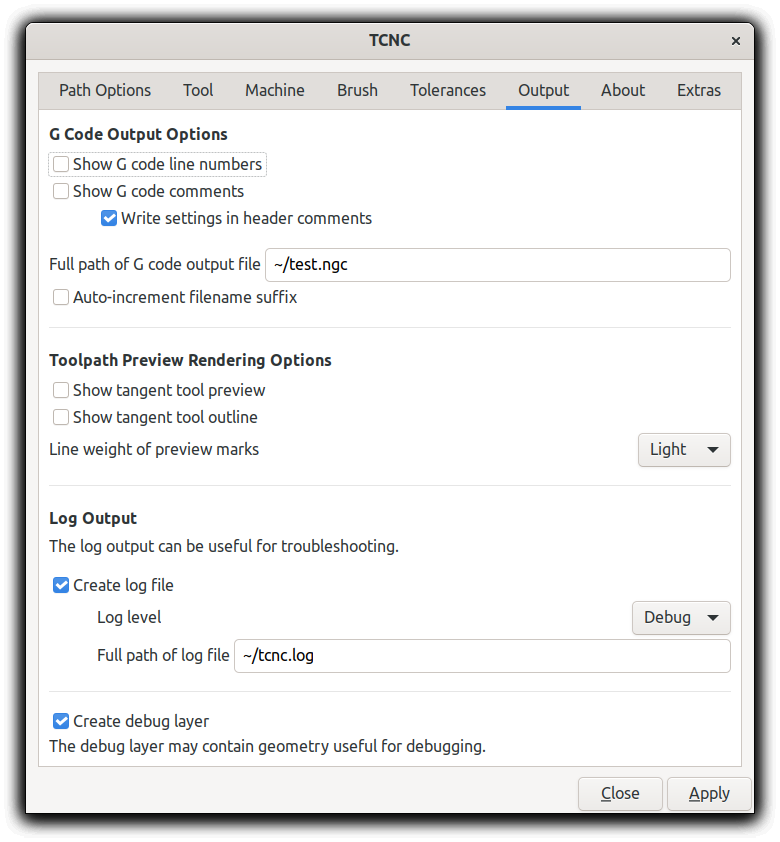 TCNC ×
Path Options Tool Machine Brush Tolerances Output About Extras
G Code Output Options
Show G code line numbers
Show G code comments
Write settings in header comments
Full path of G code output file ~/test.ngc
Auto-increment filename suffix
Toolpath Preview Rendering Options
Show tangent tool preview
Show tangent tool outline
Line weight of preview marks Light
Log Output
The log output can be useful for troubleshooting.
Create log file
Log level Debug
Full path of log file ~/tcnc.log
Create debug layer
The debug layer may contain geometry useful for debugging.
Close Apply